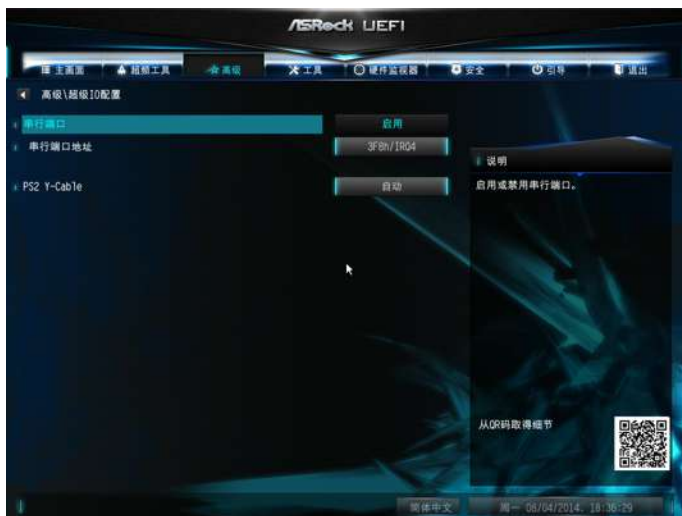 ASRock UEFI
主画面 超频工具 高级 工具 硬件监视器 安全 引导 退出
高级\超级IO配置
串行端口 启用
串行端口地址 3F8h/IRQ4
PS2 Y-Cable 自动
说明
启用或禁用串行端口。
从QR码取得细节
简体中文 周一 08/04/2014. 18:36:29